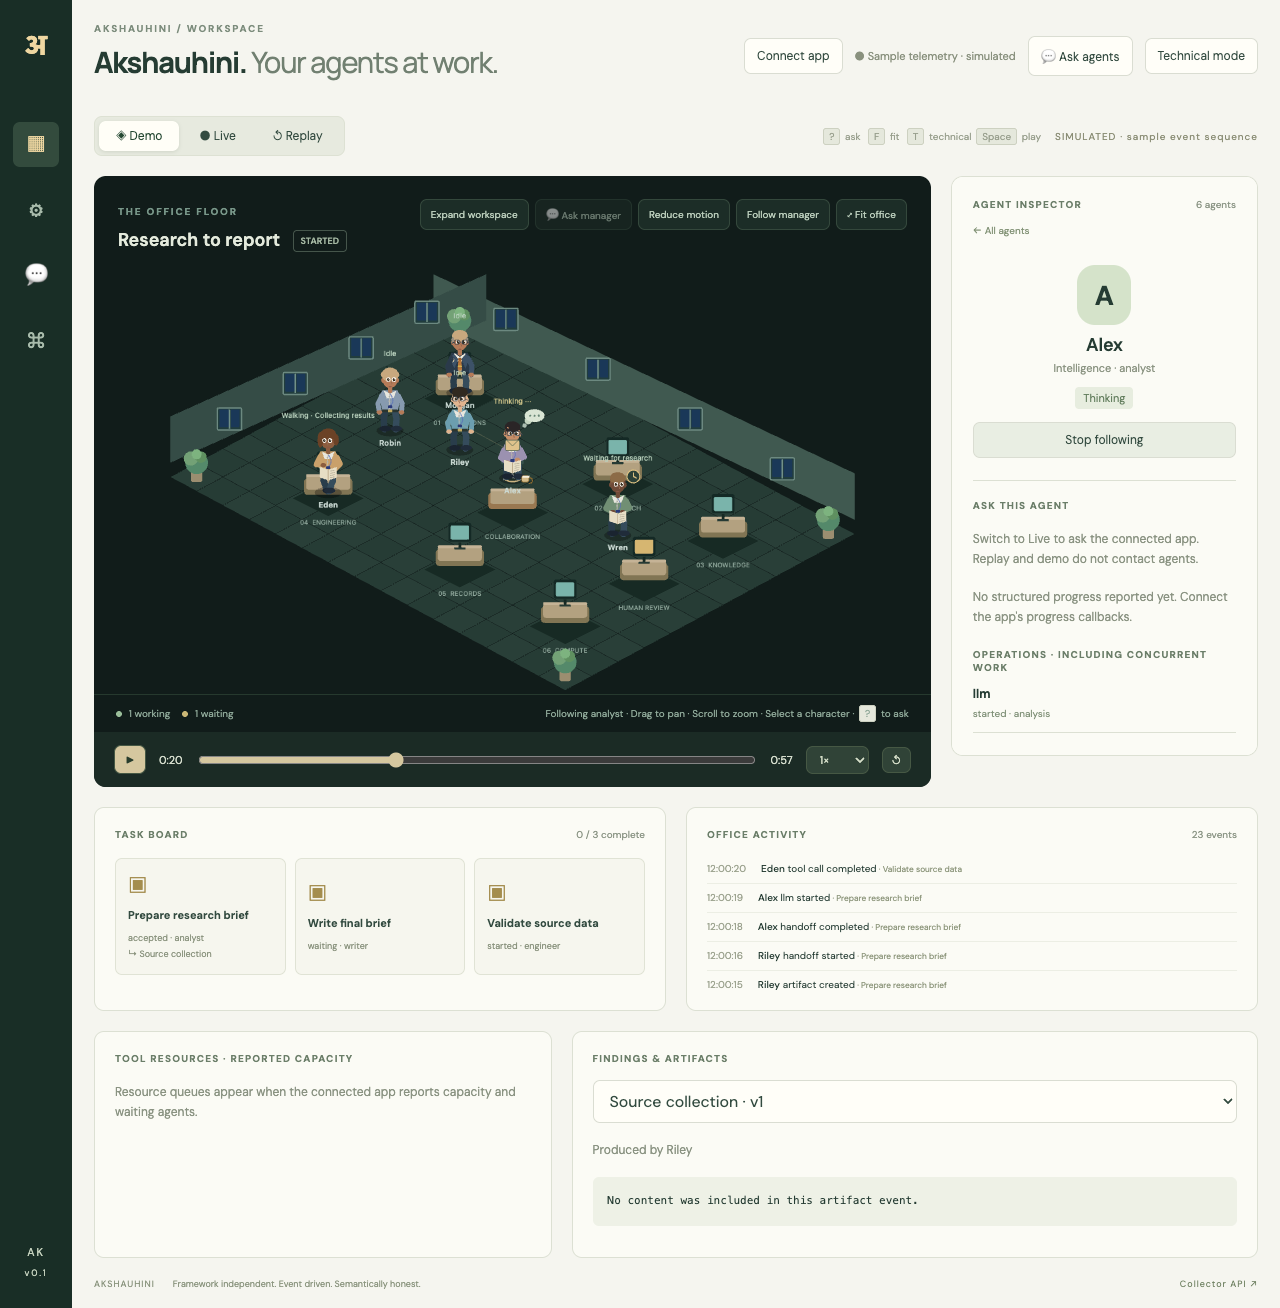 अ
AKSHAUHINI / WORKSPACE
Akshauhini. Your agents at work.
Connect app
Sample telemetry · simulated
Ask agents
Technical mode
Demo
Live
Replay
? ask F fit T technical Space play SIMULATED · sample event sequence
THE OFFICE FLOOR
Research to report STARTED
Expand workspace
Ask manager
Reduce motion
Follow manager
Fit office
Idle
Idle
Idle
Morgan
Thinking ···
Walking · Collecting results
Robin
Riley
Waiting for research
Alex
Eden
04 ENGINEERING
COLLABORATION
Wren
03 KNOWLEDGE
05 RECORDS
HUMAN REVIEW
06 COMPUTE
1 working
1 waiting
Following analyst · Drag to pan · Scroll to zoom · Select a character · ? to ask
0:20
0:57
1×
AGENT INSPECTOR
6 agents
← All agents
A
Alex
Intelligence · analyst
Thinking
Stop following
ASK THIS AGENT
Switch to Live to ask the connected app.
Replay and demo do not contact agents.
No structured progress reported yet. Connect
the app's progress callbacks.
OPERATIONS · INCLUDING CONCURRENT
WORK
llm
started · analysis
TASK BOARD
0 / 3 complete
Prepare research brief
accepted · analyst
↳ Source collection
Write final brief
waiting · writer
Validate source data
started · engineer
OFFICE ACTIVITY
23 events
12:00:20 Eden tool call completed · Validate source data
12:00:19 Alex llm started · Prepare research brief
12:00:18 Alex handoff completed · Prepare research brief
12:00:16 Riley handoff started · Prepare research brief
12:00:15 Riley artifact created · Prepare research brief
TOOL RESOURCES · REPORTED CAPACITY
Resource queues appear when the connected app reports capacity and
waiting agents.
FINDINGS & ARTIFACTS
Source collection · v1
Produced by Riley
No content was included in this artifact event.
AK
v0.1
AKSHAUHINI
Framework independent. Event driven. Semantically honest.
Collector API ↗